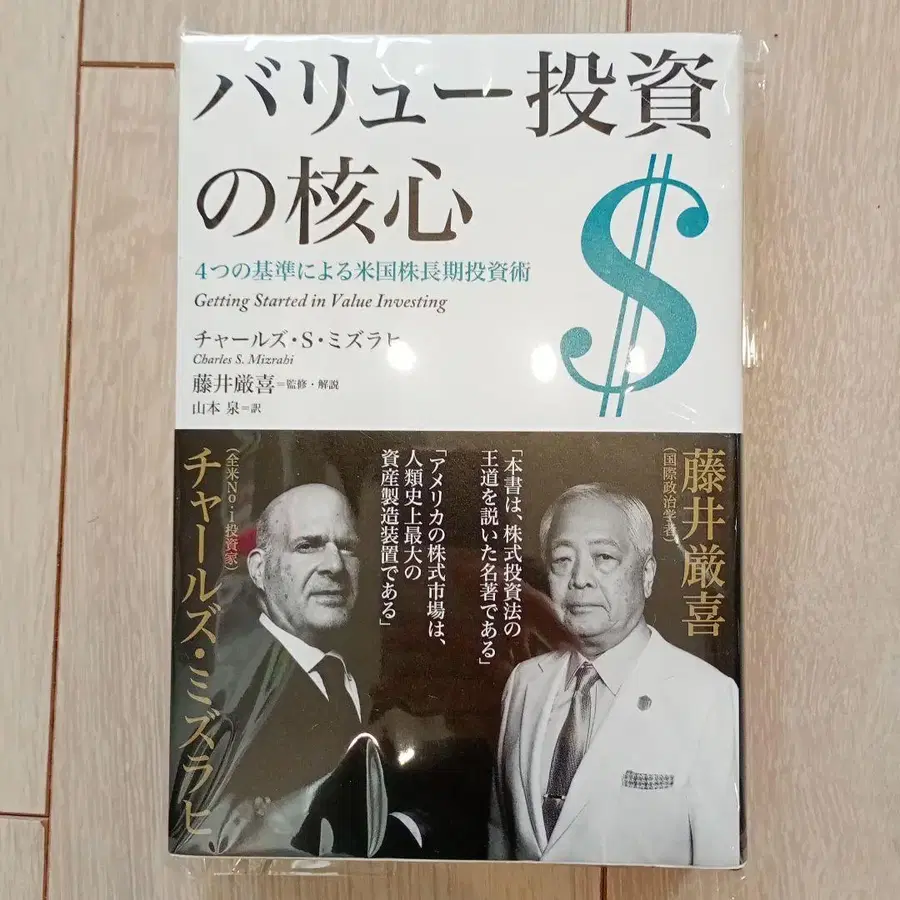 バリュー投資
の核心
$
4つの基準による米国株長期投資術
Getting Started in Value Investing
チャールズ・S・ミズラヒ
Charles S. Mizrahi
藤井厳喜=監修・解説
山本 泉=訳
藤井厳喜
(国際政治学者)
「本書は、株式投資法の
王道を説いた名著である」
「アメリカの株式市場は、
人類史上最大の
資産製造装置である」
(全米No.1投資家)
チャールズ・ミズラヒ